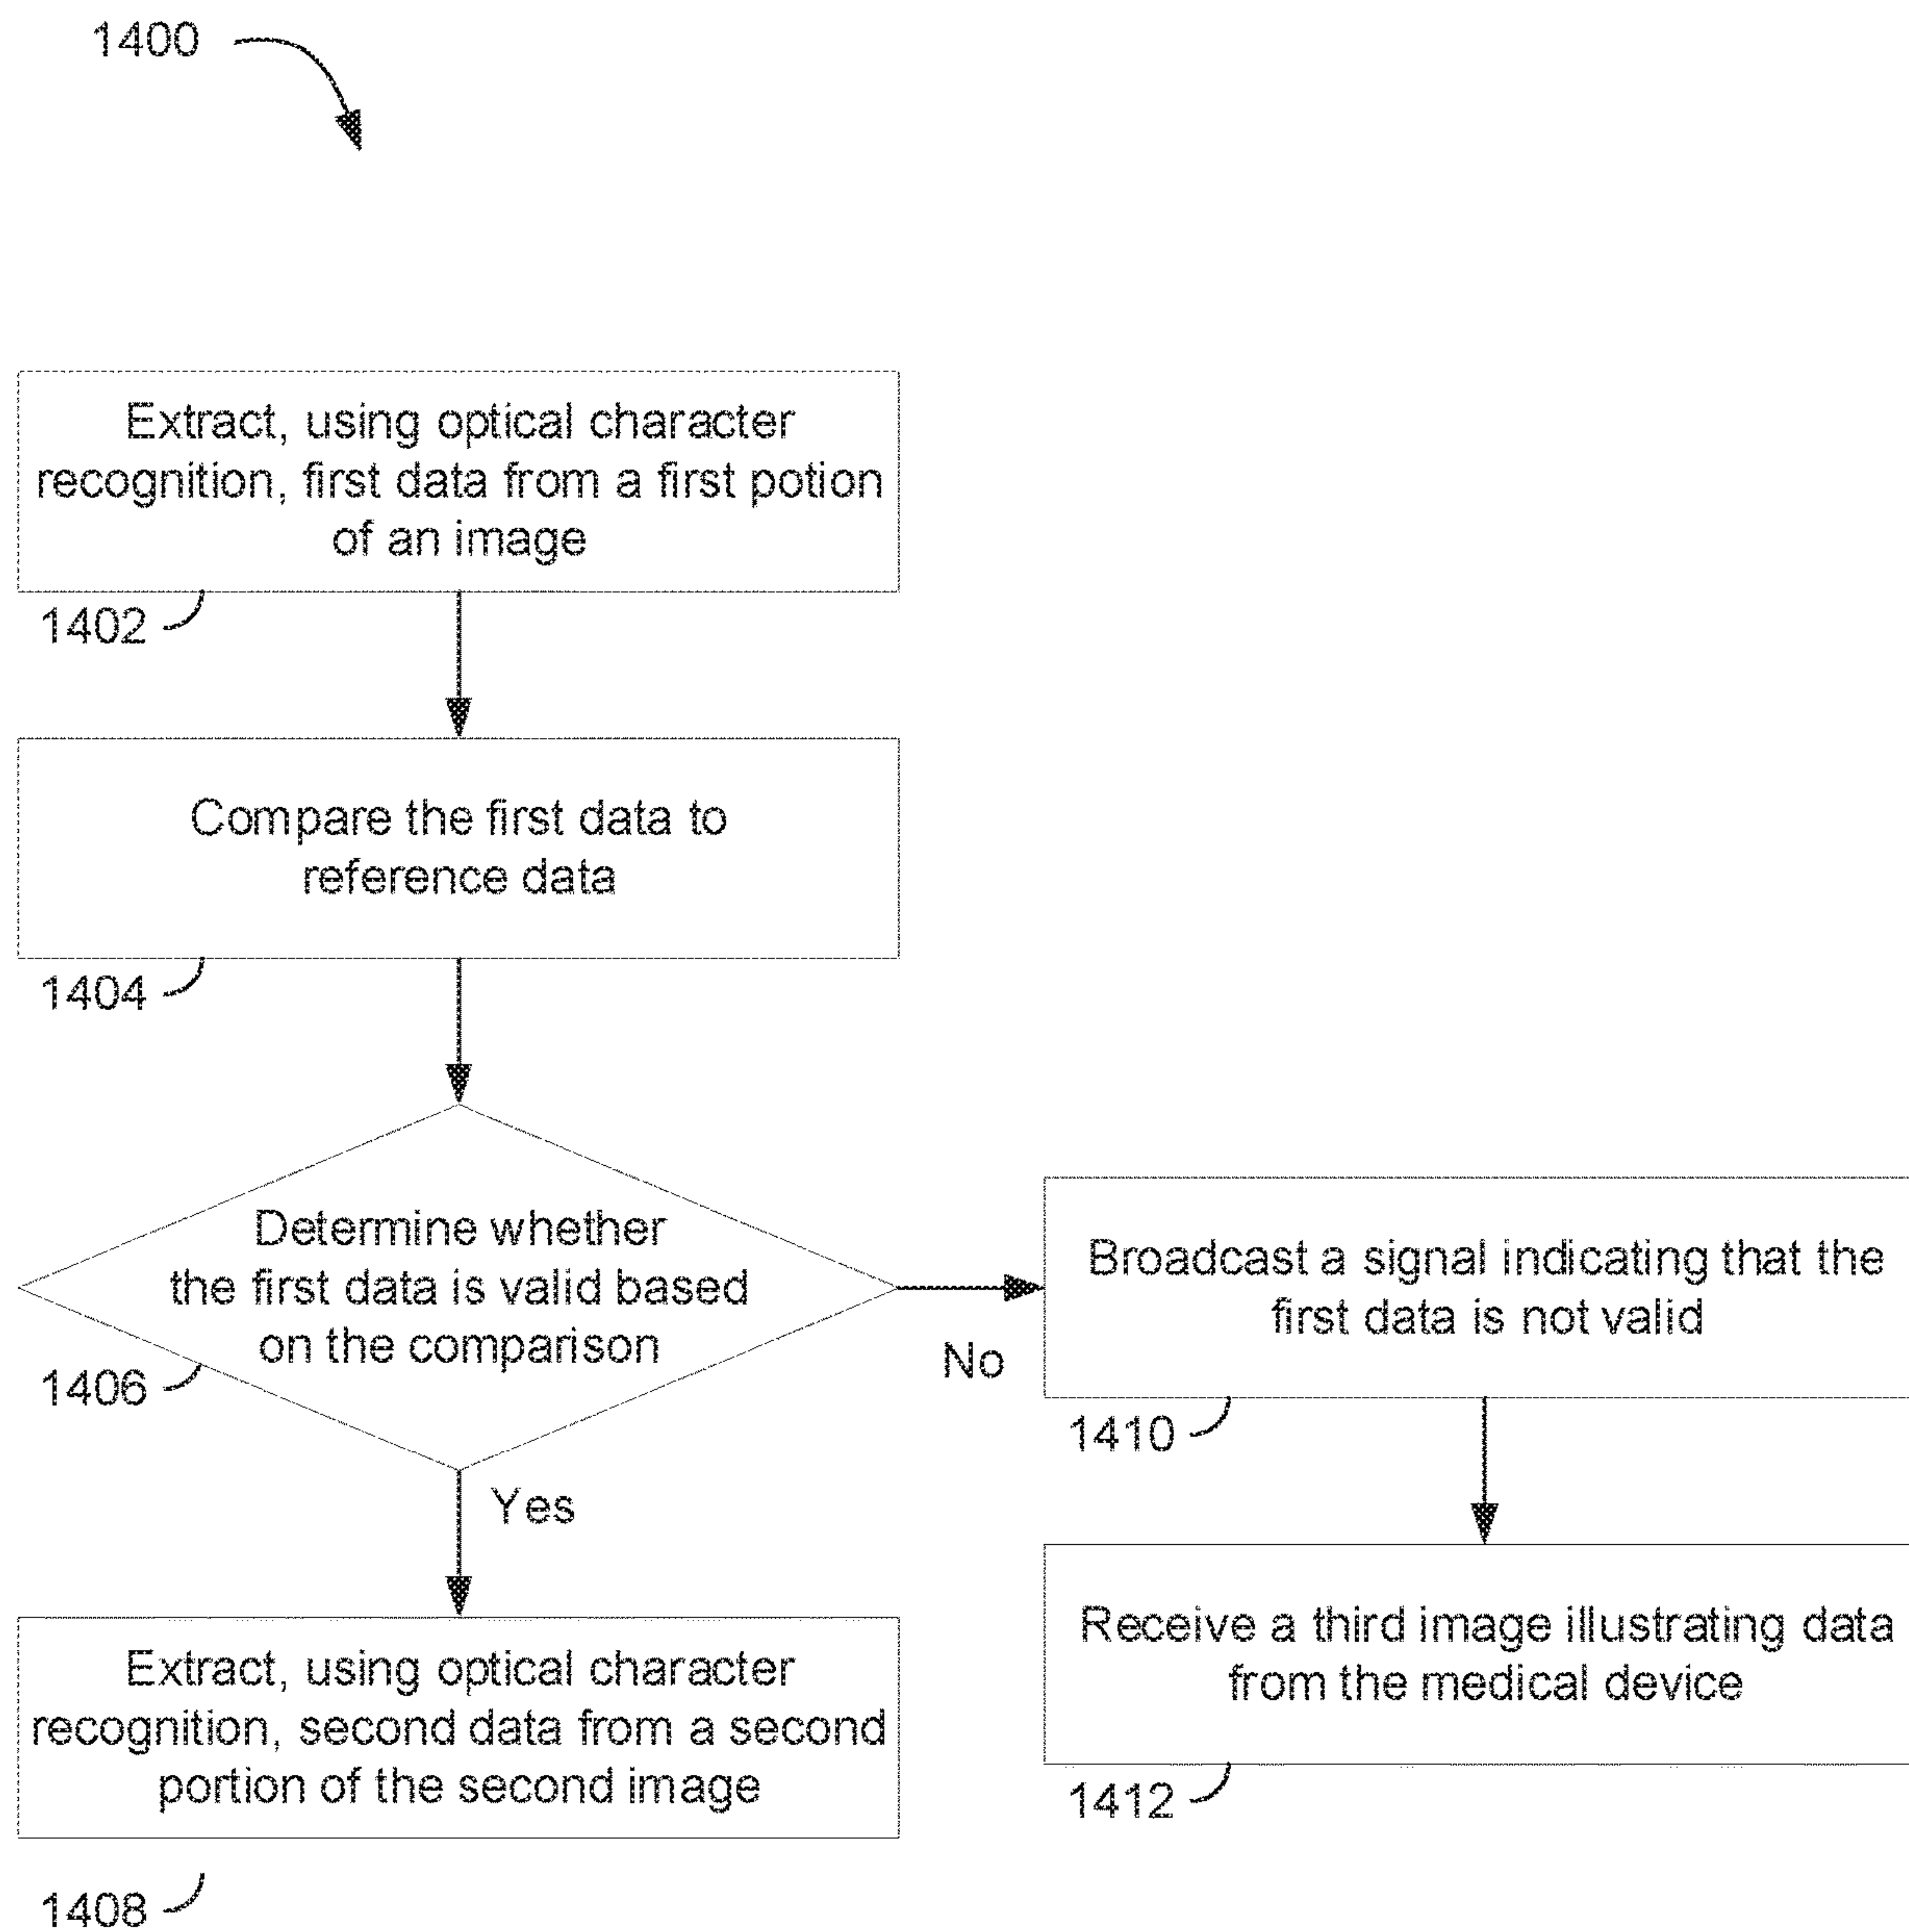 1400
Extract, using optical character
recognition, first data from a first potion
of an image
1402
Compare the first data to
reference data
1404
Determine whether
the first data is valid based
on the comparison
1406
No
Yes
Broadcast a signal indicating that the
first data is not valid
1410
Receive a third image illustrating data
from the medical device
1412
Extract, using optical character
recognition, second data from a second
portion of the second image
1408